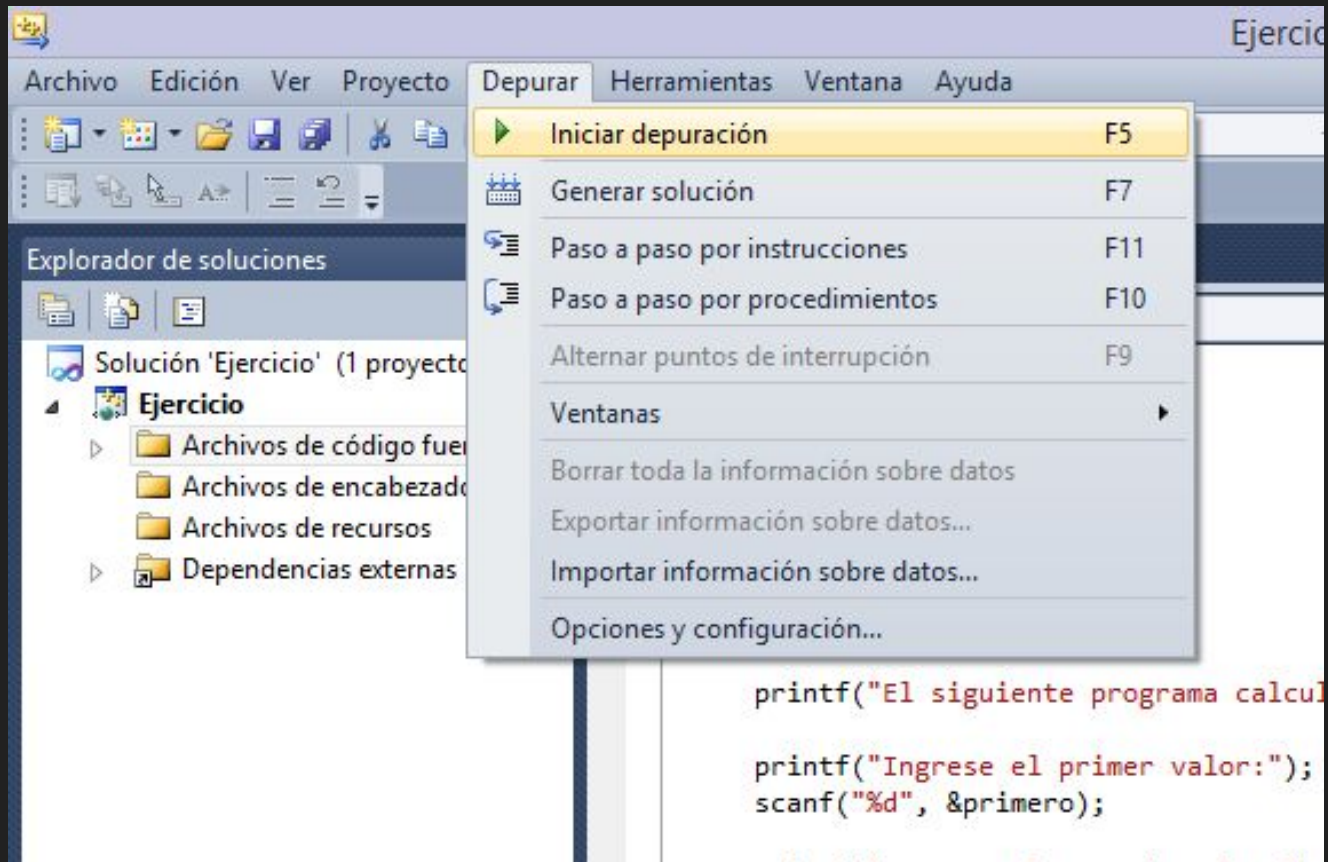 Ejercic
Archivo Edición Ver Proyecto Depurar Herramientas Ventana Ayuda
Iniciar depuración F5
Generar solución F7
Paso a paso por instrucciones F11
Paso a paso por procedimientos F10
Alternar puntos de interrupción F9
Ventanas
Borrar toda la información sobre datos
Exportar información sobre datos...
Importar información sobre datos...
Opciones y configuración...
Explorador de soluciones
Solución 'Ejercicio' (1 proyecto
Ejercicio
Archivos de código fuen
Archivos de encabezado
Archivos de recursos
Dependencias externas
printf("El siguiente programa calcul
printf("Ingrese el primer valor:");
scanf("%d", &primero);